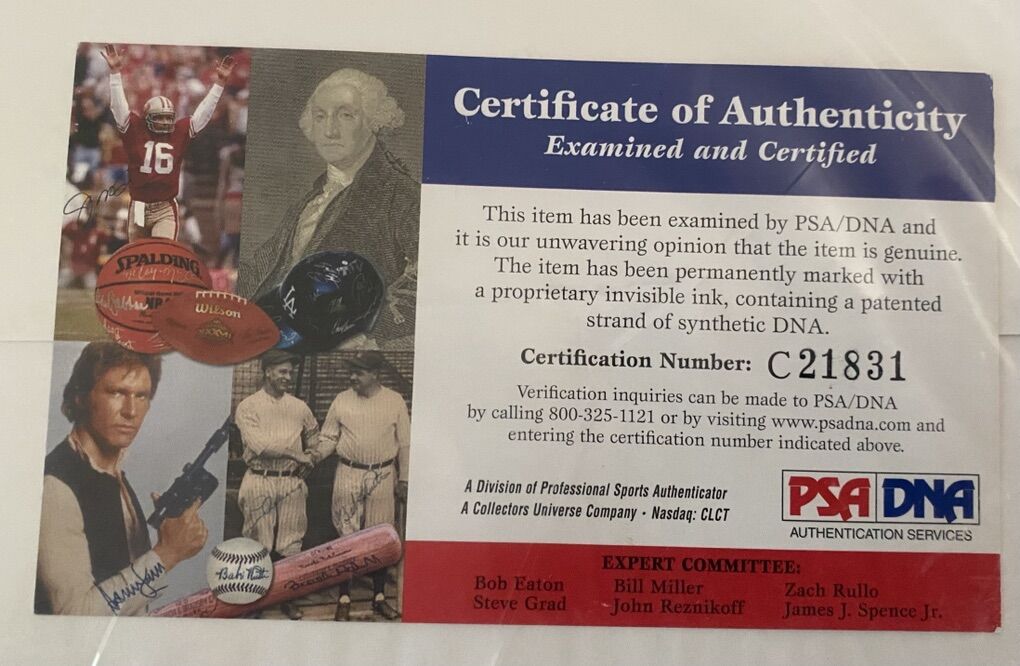 Certificate of Authenticity
Examined and Certified
This item has been examined by PSA/DNA and
it is our unwavering opinion that the item is genuine.
The item has been permanently marked with
a proprietary invisible ink, containing a patented
strand of synthetic DNA.
Certification Number: C21831
Verification inquiries can be made to PSA/DNA
by calling 800-325-1121 or by visiting www.psadna.com and
entering the certification number indicated above.
A Division of Professional Sports Authenticator
A Collectors Universe Company · Nasdaq: CLCT
PSA DNA
AUTHENTICATION SERVICES
EXPERT COMMITTEE:
Bob Eaton Bill Miller Zach Rullo
Steve Grad John Reznikoff James J. Spence Jr.
16
SPALDING
Wilson
LA
Babe Ruth